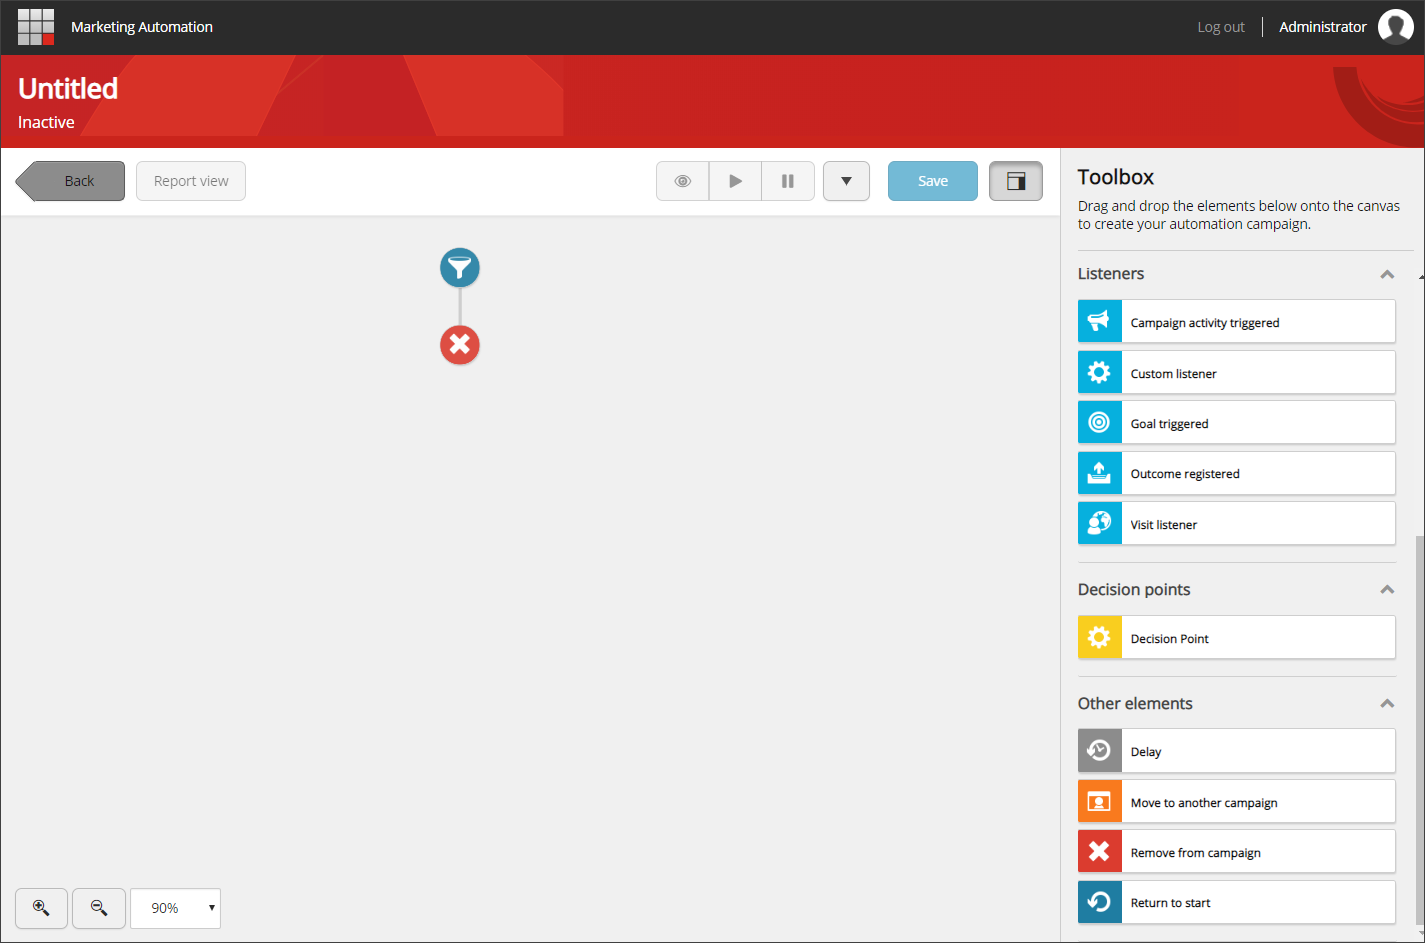 Marketing Automation
Log out
Administrator
Untitled
Inactive
Back
Report view
Save
Toolbox
Drag and drop the elements below onto the canvas
to create your automation campaign.
Listeners
Campaign activity triggered
Custom listener
Goal triggered
Outcome registered
Visit listener
Decision points
Decision Point
Other elements
Delay
Move to another campaign
Remove from campaign
Return to start
90%